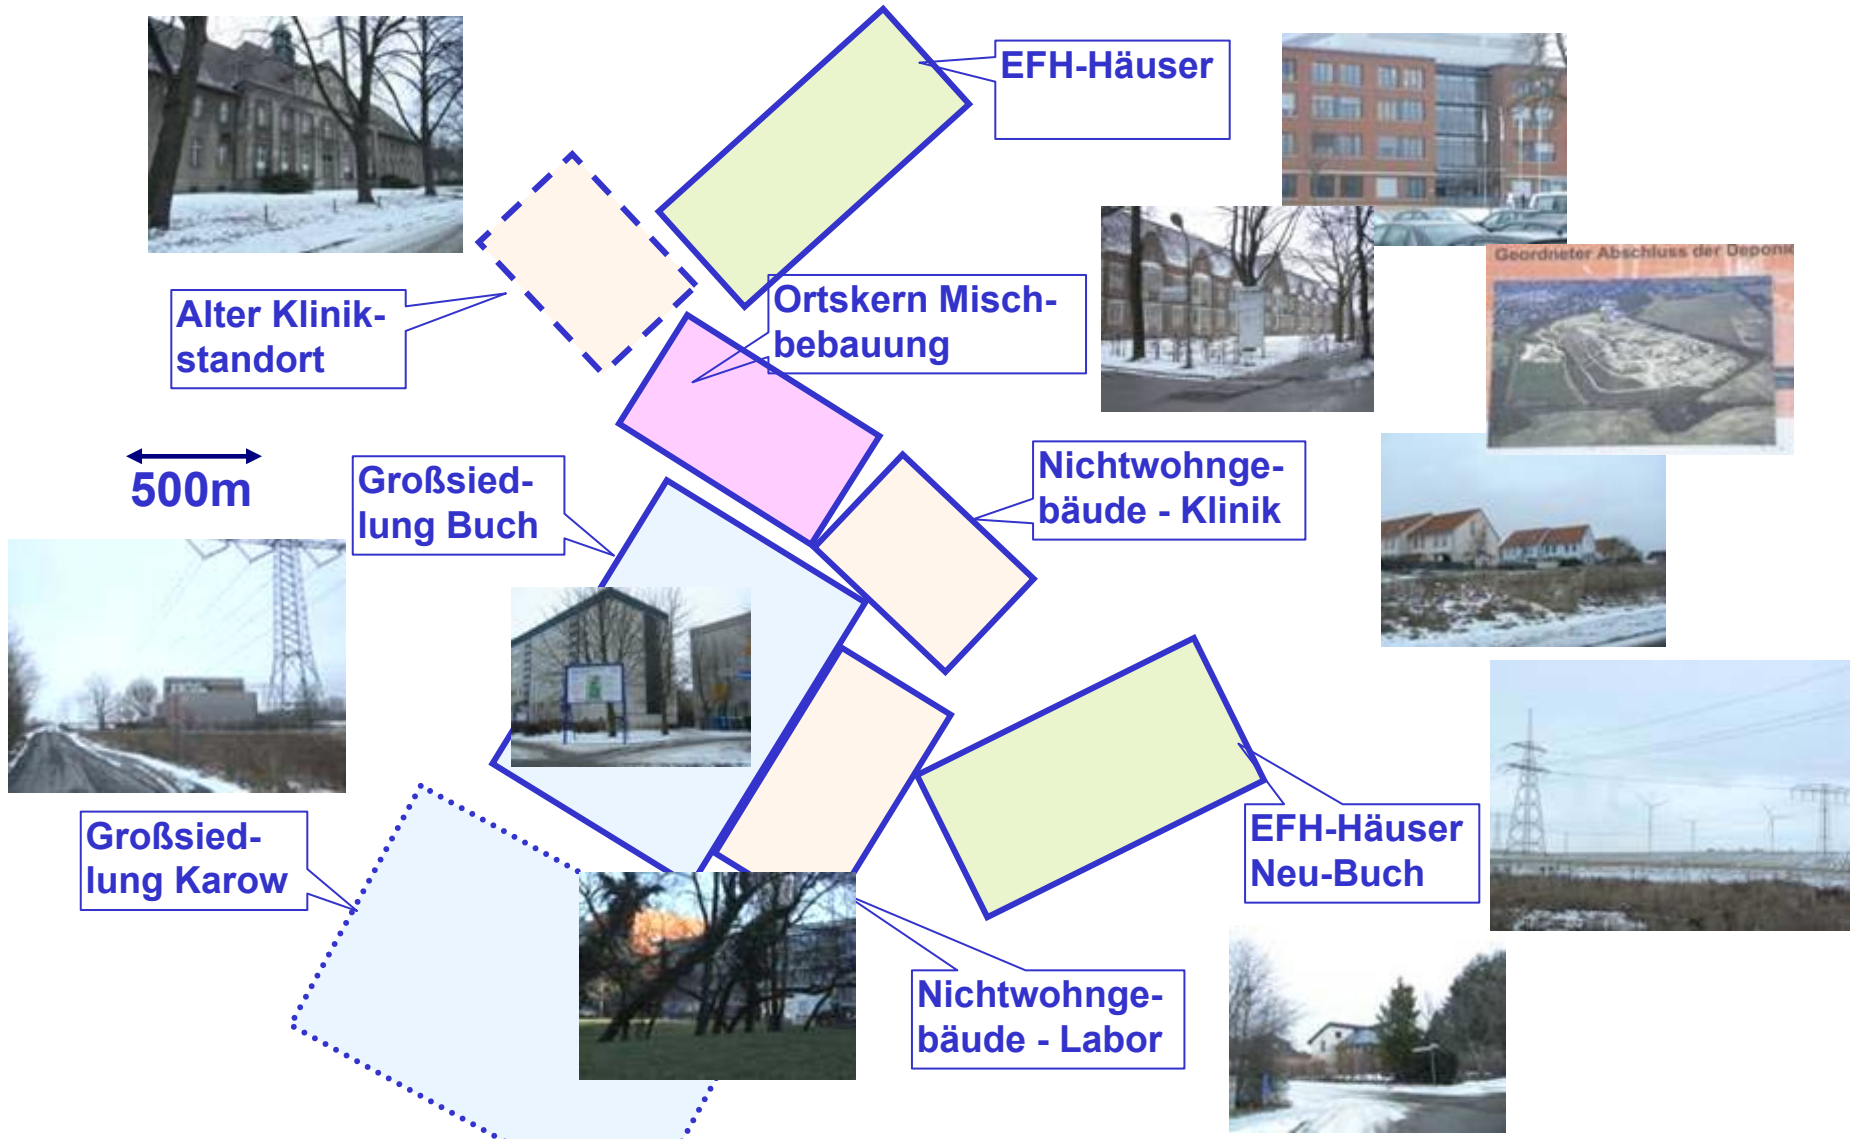 EFH-Häuser
Geordneter Abschluss der Deponie
Alter Klinik-
standort
Ortskern Misch-
bebauung
500m
Großsied-
lung Buch
Nichtwohnge-
bäude - Klinik
Großsied-
lung Karow
EFH-Häuser
Neu-Buch
Nichtwohnge-
bäude - Labor